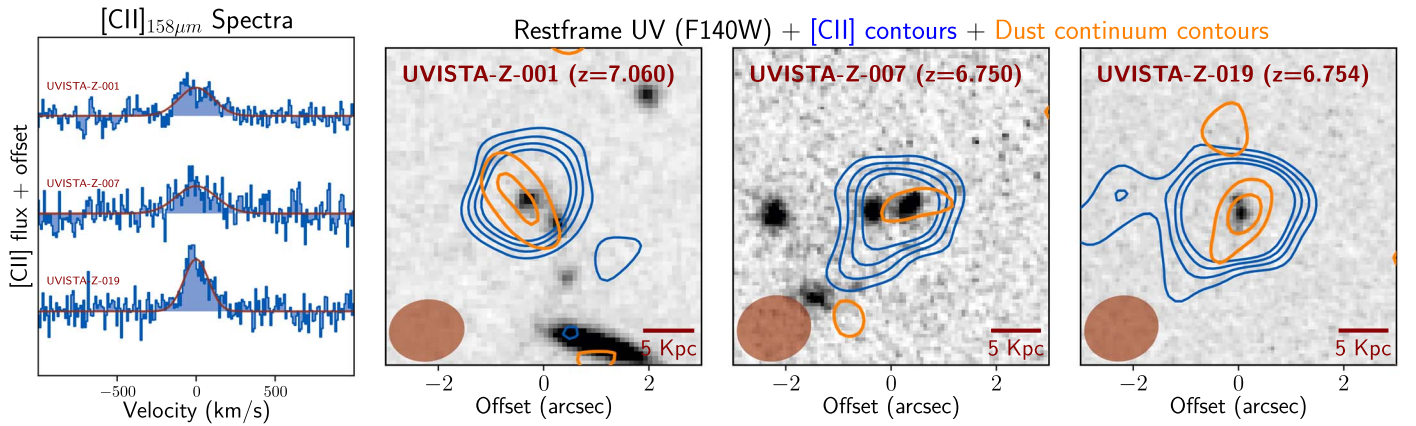 [CII]158μm Spectra
Restframe UV (F140W) + [CII] contours + Dust continuum contours
[CII] flux + offset
UVISTA-Z-001
UVISTA-Z-007
UVISTA-Z-019
−500 0 500
Velocity (km/s)
UVISTA-Z-001 (z=7.060)
5 Kpc
−2 0 2
Offset (arcsec)
UVISTA-Z-007 (z=6.750)
5 Kpc
−2 0 2
Offset (arcsec)
UVISTA-Z-019 (z=6.754)
5 Kpc
−2 0 2
Offset (arcsec)